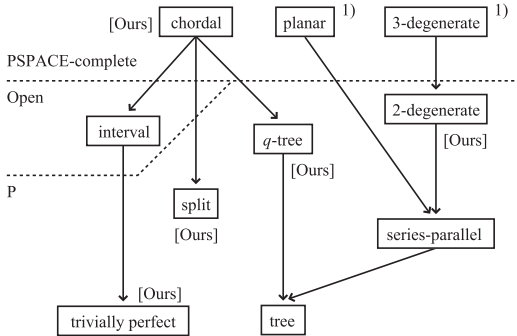 [Ours] chordal planar 1) 3-degenerate 1)
PSPACE-complete
Open
2-degenerate
interval
q-tree
[Ours]
[Ours]
P
split
[Ours]
series-parallel
[Ours]
trivially perfect
tree